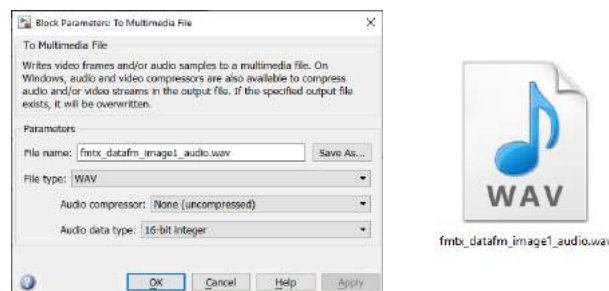 Block Parameters: To Multimedia File
To Multimedia File
Writes video frames and/or audio samples to a multimedia file. On
Windows, audio and video compressors are also available to compress
audio and/or video streams in the output file. If the specified output file
exists, it will be overwritten.
Parameters
File name: fmtx_datafm_image1_audio.wav Save As...
File type: WAV
Audio compressor: None (uncompressed)
Audio data type: 16-bit integer
OK Cancel Help Apply
WAV
fmtx_datafm_image1_audio.wav